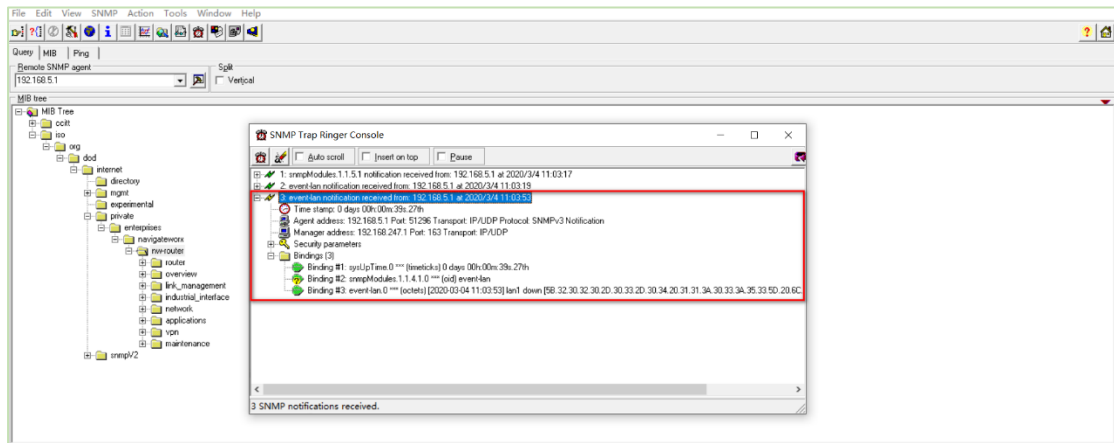 File Edit View SNMP Action Tools Window Help
Query MIB Ping
Remote SNMP agent Split
192.168.5.1 Vertical
MIB tree
MIB Tree
ccitt
iso
org
dod
internet
directory
mgmt
experimental
private
enterprises
navigateworx
nw-router
router
overview
link_management
industrial_interface
network
applications
vpn
maintenance
snmpV2
SNMP Trap Ringer Console
Auto scroll Insert on top Pause
1: snmpModules.1.1.5.1 notification received from: 192.168.5.1 at 2020/3/4 11:03:17
2: event-lan notification received from: 192.168.5.1 at 2020/3/4 11:03:19
3: event-lan notification received from: 192.168.5.1 at 2020/3/4 11:03:53
Time stamp: 0 days 00h:00m:39s.27th
Agent address: 192.168.5.1 Port: 51296 Transport: IP/UDP Protocol: SNMPv3 Notification
Manager address: 192.168.247.1 Port: 163 Transport: IP/UDP
Security parameters
Bindings (3)
Binding #1: sysUpTime.0 *** (timeticks) 0 days 00h:00m:39s.27th
Binding #2: snmpModules.1.1.4.1.0 *** (oid) event-lan
Binding #3: event-lan.0 *** (octets) [2020-03-04 11:03:53] lan1 down [5B.32.30.32.30.2D.30.33.2D.30.34.20.31.31.3A.30.33.3A.35.33.5D.20.6C.
3 SNMP notifications received.